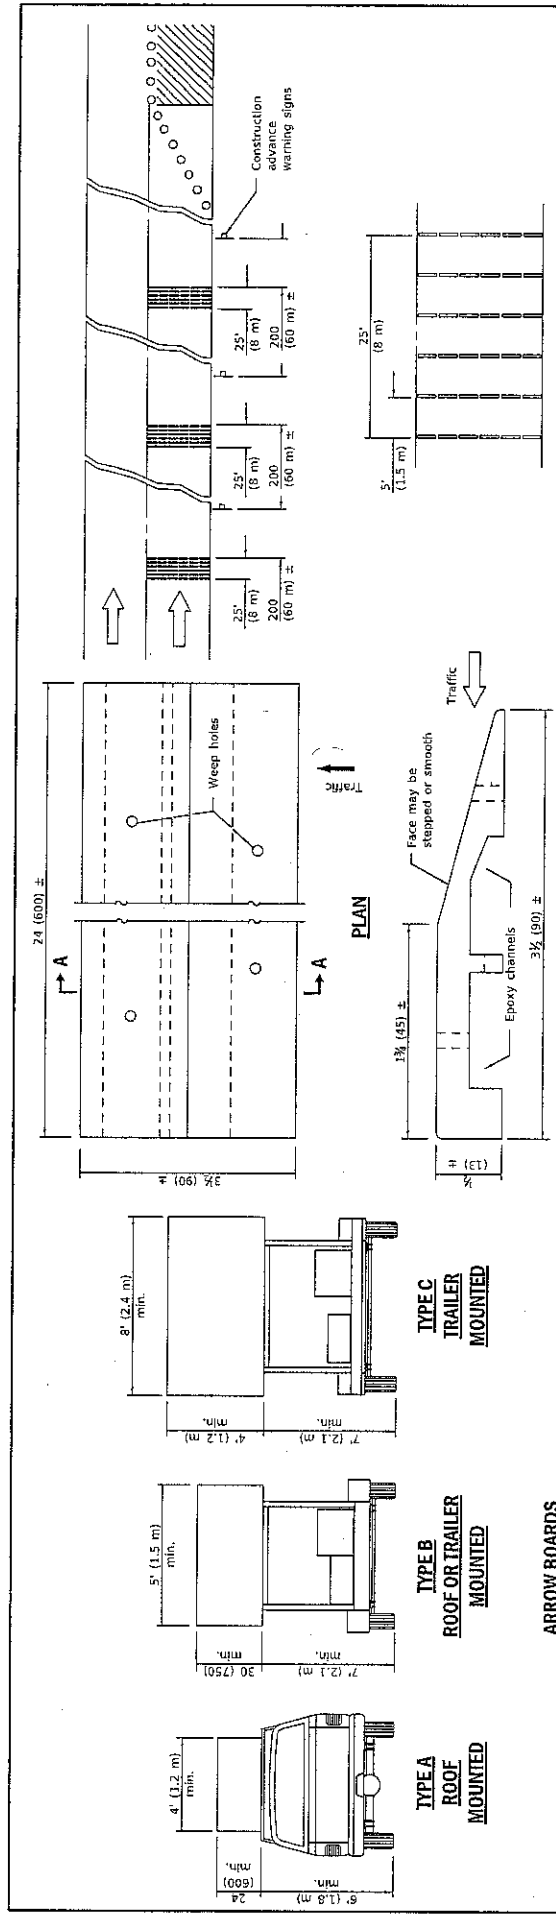 4' (1.2 m)
min.
24
(600)
min.
6' (1.8 m)
min.
TYPE A
ROOF
MOUNTED
5' (1.5 m)
min.
30 (750)
min.
7' (2.1 m)
min.
TYPE B
ROOF OR TRAILER
MOUNTED
8' (2.4 m)
min.
4' (1.2 m)
min.
7' (2.1 m)
min.
TYPE C
TRAILER
MOUNTED
ARROW BOARDS
24 (600) ±
3½ (90) ±
A
A
Weep holes
Traffic
PLAN
1¾ (45) ±
½
(13) ±
Face may be
stepped or smooth
Epoxy channels
3½ (90) ±
Traffic
25'
(8 m)
200
(60 m) ±
25'
(8 m)
200
(60 m) ±
25'
(8 m)
200
(60 m) ±
Construction
advance
warning signs
5'
(1.5 m)
25'
(8 m)